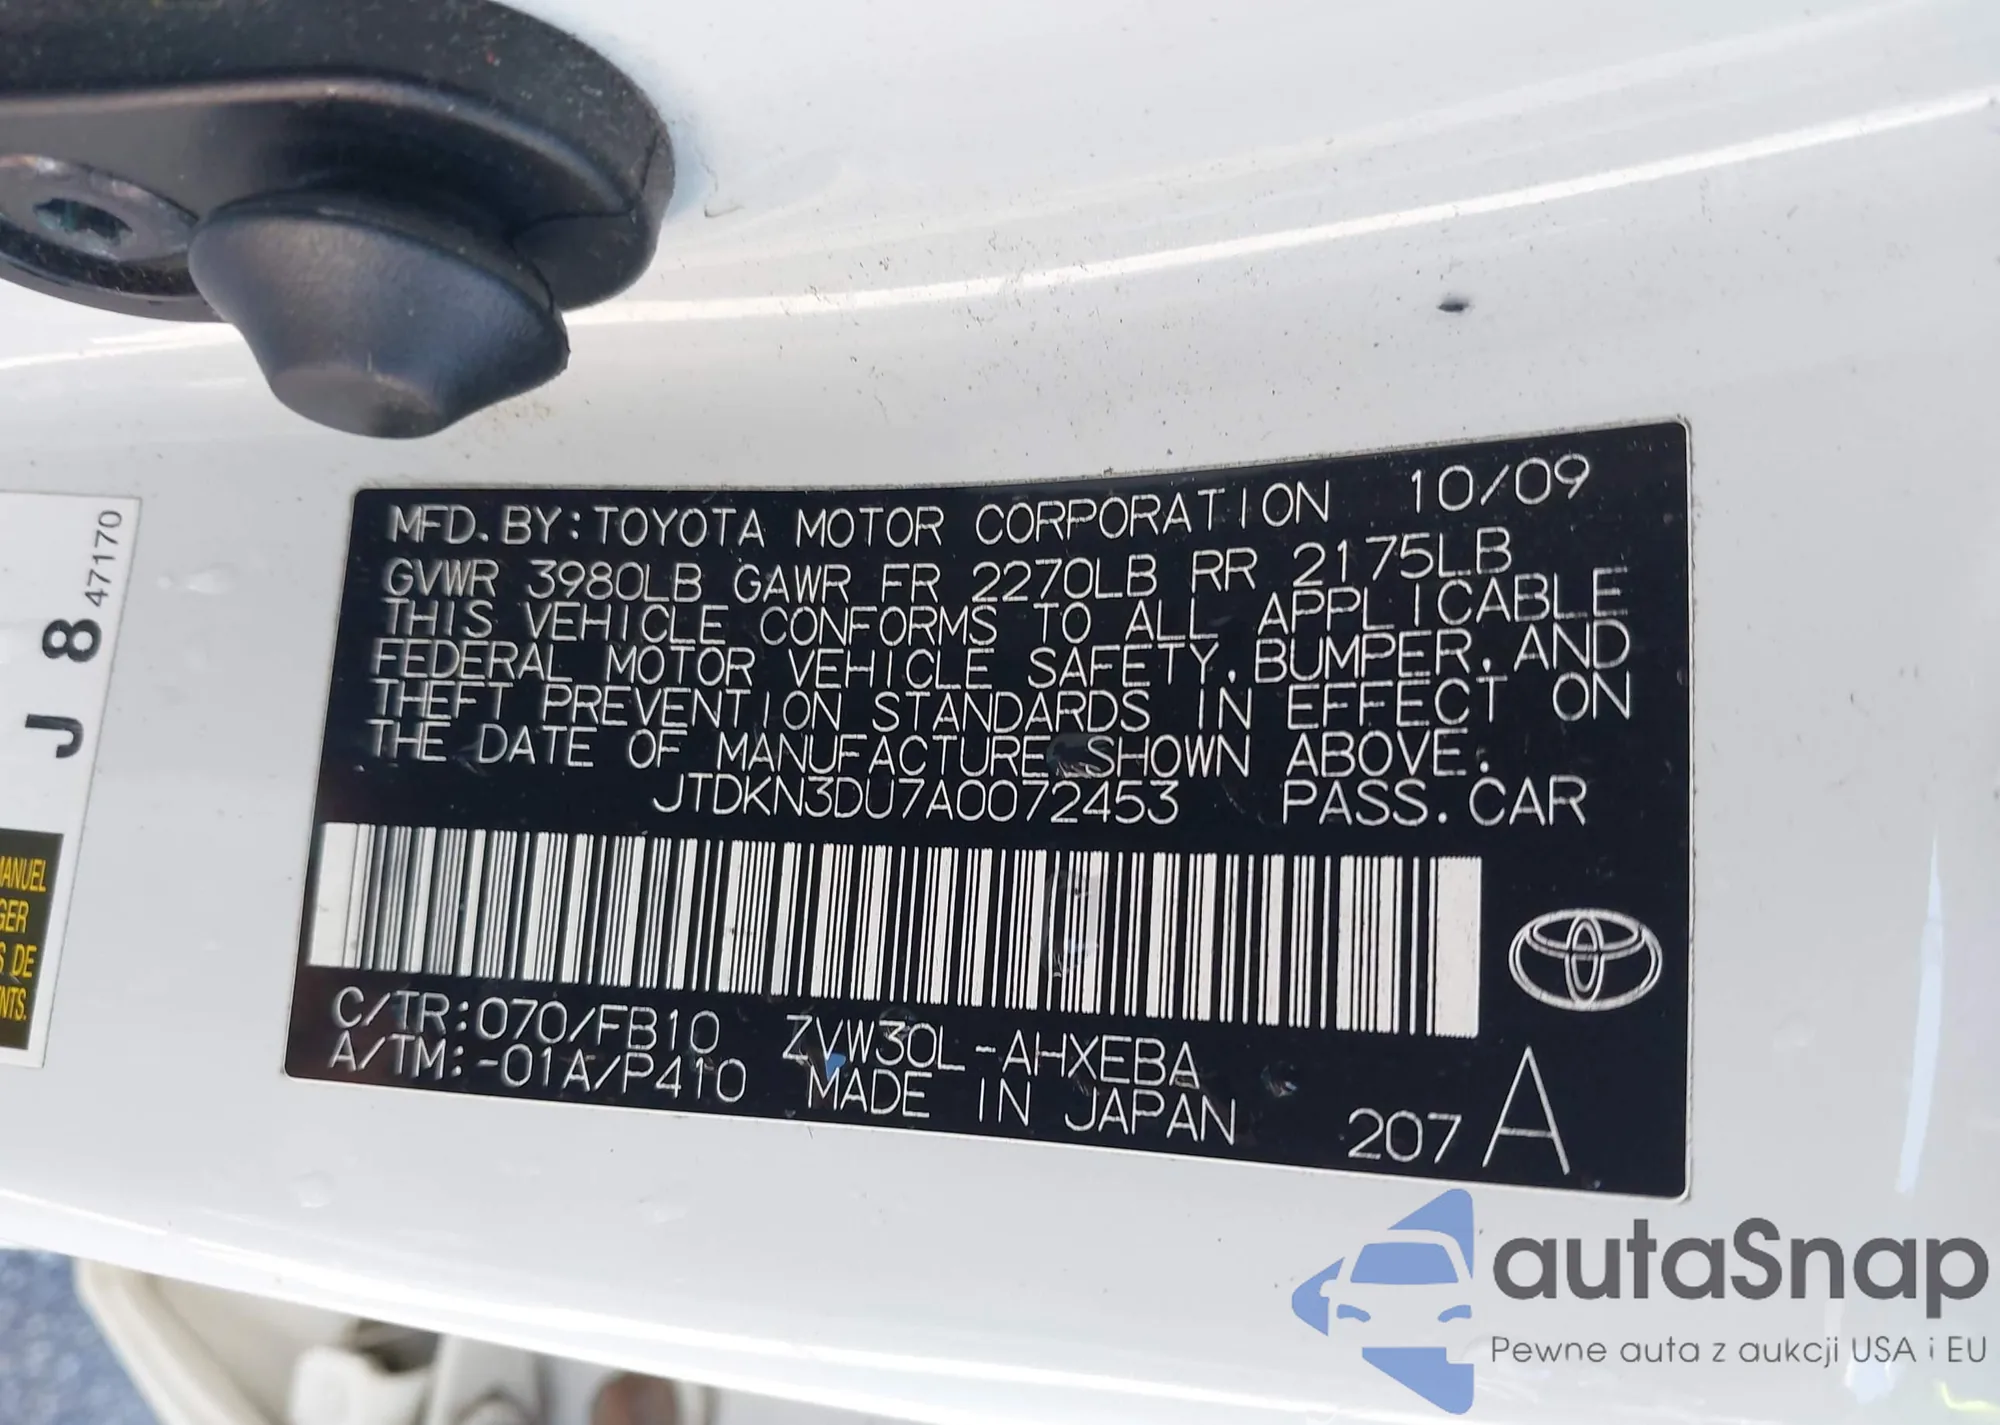 MFD.BY:TOYOTA MOTOR CORPORATION 10/09
GVWR 3980LB GAWR FR 2270LB RR 2175LB
THIS VEHICLE CONFORMS TO ALL APPLICABLE
FEDERAL MOTOR VEHICLE SAFETY, BUMPER, AND
THEFT PREVENTION STANDARDS IN EFFECT ON
THE DATE OF MANUFACTURE SHOWN ABOVE.
JTDKN3DU7A0072453 PASS.CAR
C/TR:070/FB10 ZVW30L-AHXEBA
A/TM:-01A/P410 MADE IN JAPAN 207 A
J 8 47170
MANUEL
DE
autaSnap
Pewne auta z aukcji USA i EU